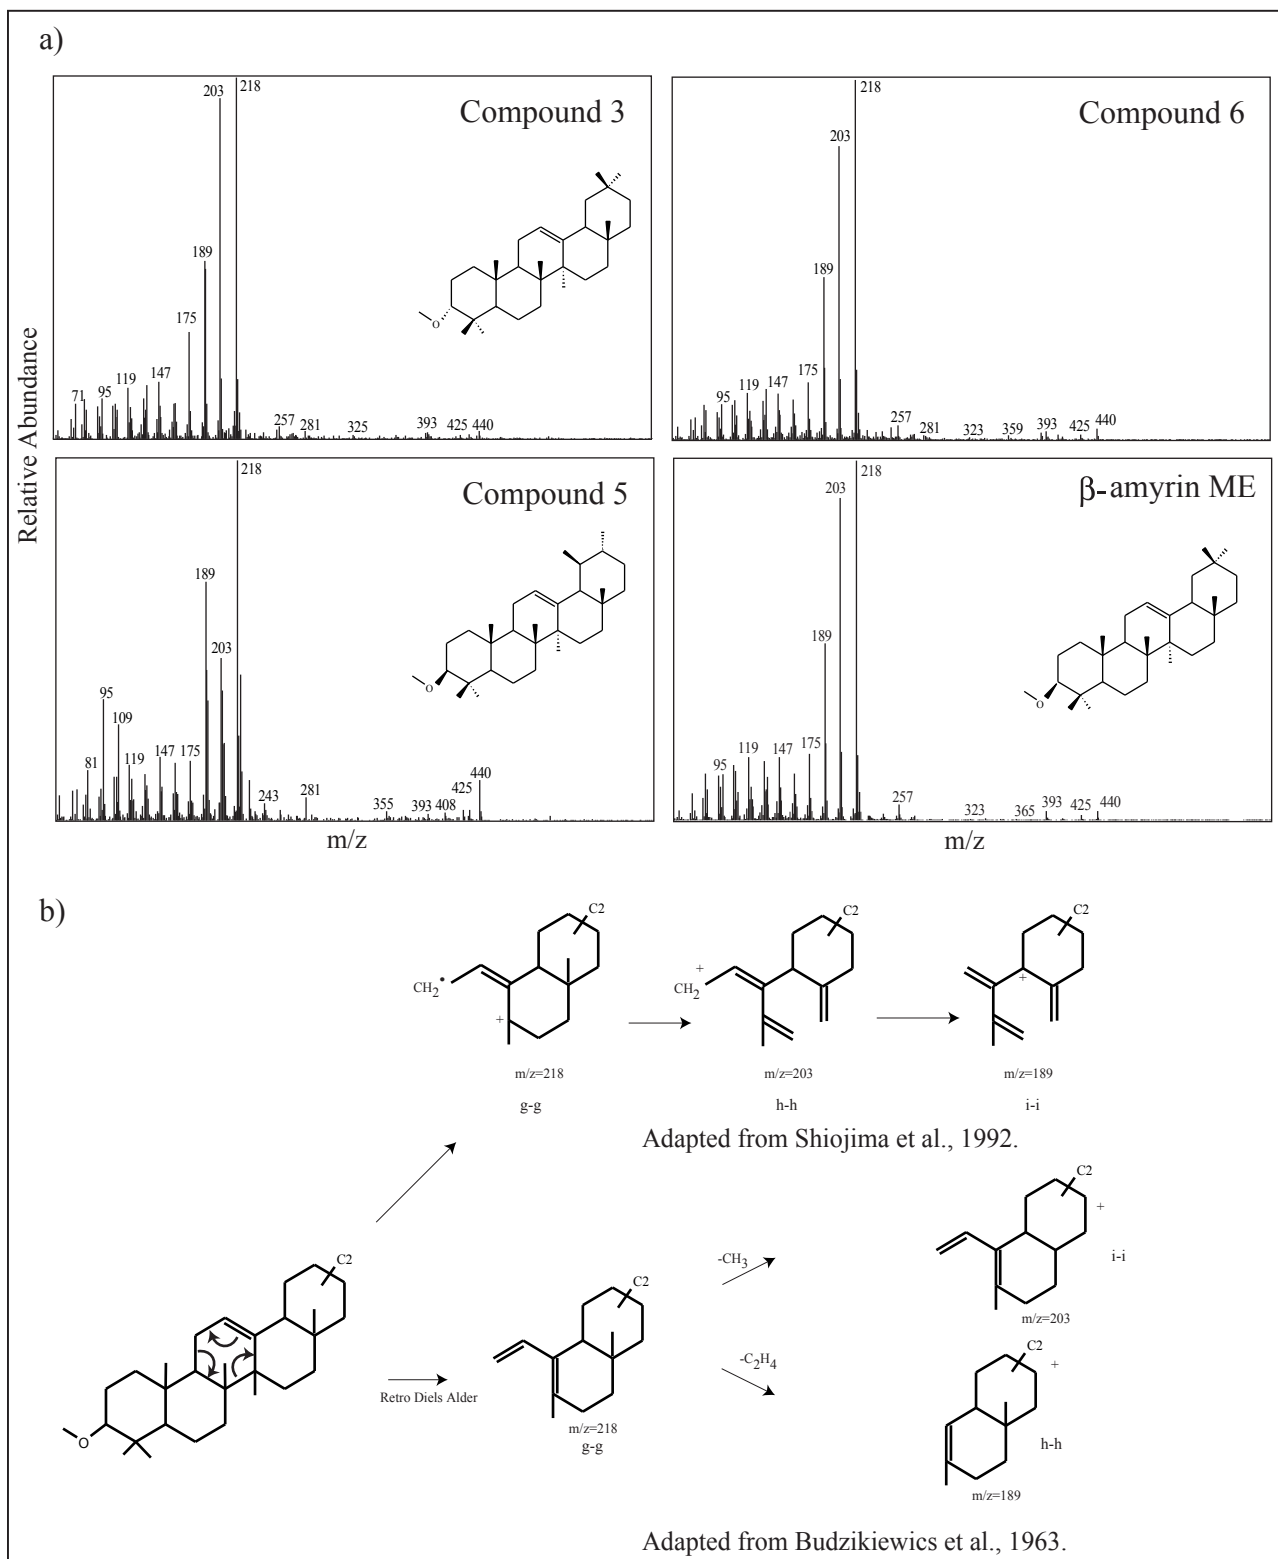 a)
Relative Abundance
218
203
Compound 3
189
175
147
119
95
71
257
281
325
393
425
440
O
218
Compound 6
203
189
175
147
119
95
257
281
323
359
393
425
440
218
Compound 5
189
203
95
109
81
119
147
175
243
281
355
393
408
425
440
O
m/z
218
β-amyrin ME
203
189
175
147
119
95
257
323
365
393
425
440
O
m/z
b)
C2
CH2•
+
m/z=218
g-g
C2
+
CH2
m/z=203
h-h
C2
+
m/z=189
i-i
Adapted from Shiojima et al., 1992.
C2
O
Retro Diels Alder
C2
m/z=218
g-g
-CH3
-C2H4
C2
+
i-i
m/z=203
C2
+
h-h
m/z=189
Adapted from Budzikiewics et al., 1963.